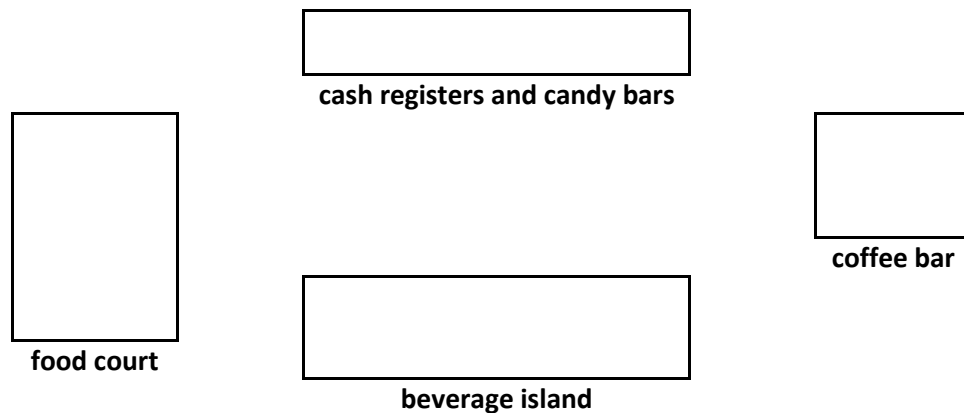 cash registers and candy bars
coffee bar
food court
beverage island